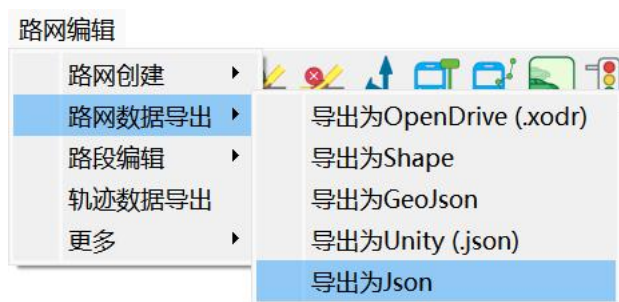 路网编辑
路网创建
路网数据导出
路段编辑
轨迹数据导出
更多
导出为OpenDrive (.xodr)
导出为Shape
导出为GeoJson
导出为Unity (.json)
导出为Json